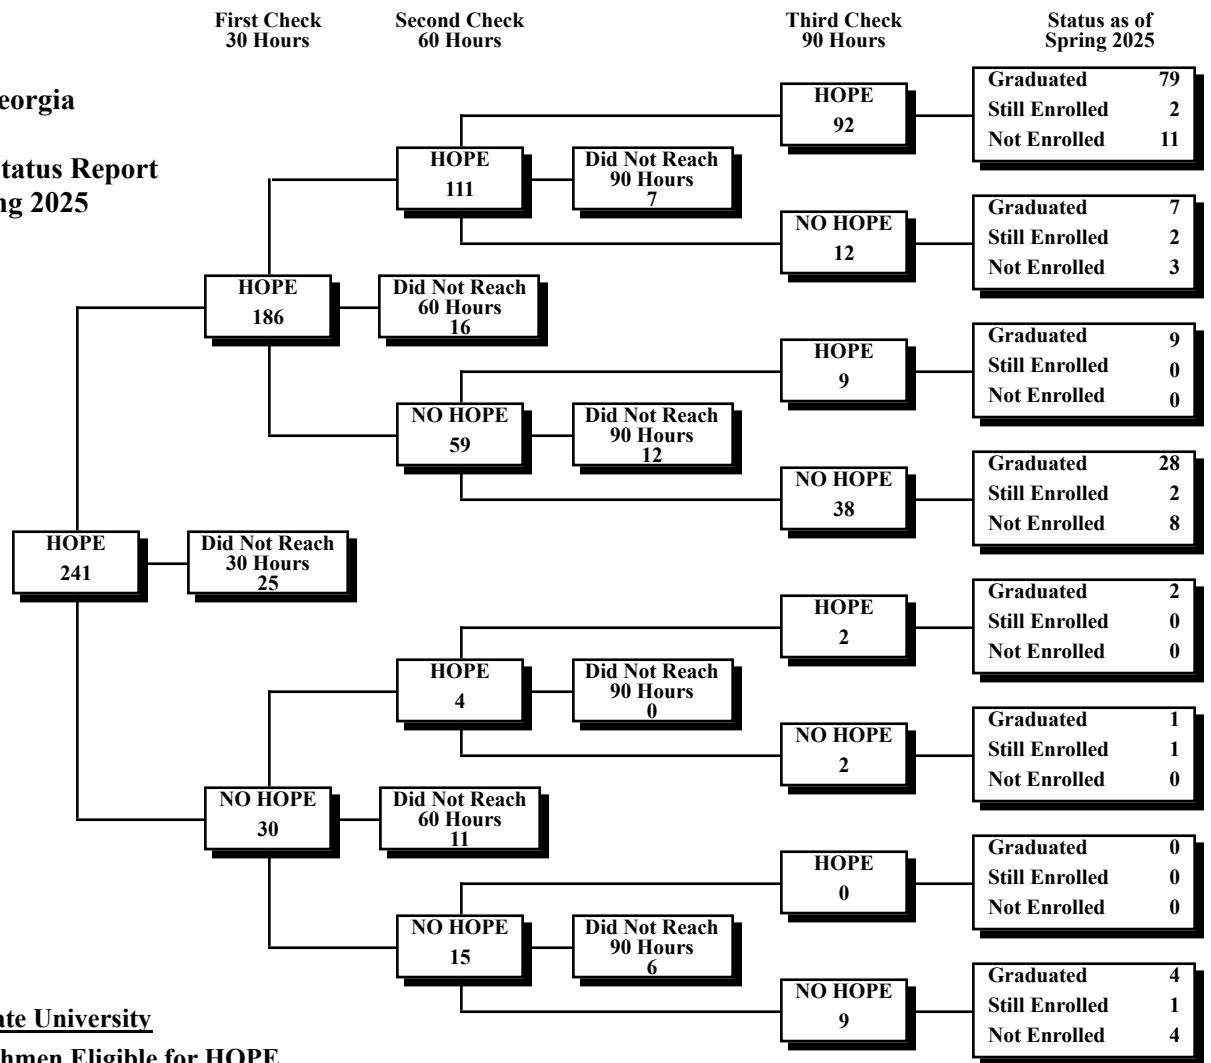 First Check
30 Hours
Second Check
60 Hours
Third Check
90 Hours
Status as of
Spring 2025
Status Report
2025
HOPE
92
Graduated 79
Still Enrolled 2
Not Enrolled 11
HOPE
111
Did Not Reach
90 Hours
7
NO HOPE
12
Graduated 7
Still Enrolled 2
Not Enrolled 3
HOPE
186
Did Not Reach
60 Hours
16
HOPE
9
Graduated 9
Still Enrolled 0
Not Enrolled 0
NO HOPE
59
Did Not Reach
90 Hours
12
NO HOPE
38
Graduated 28
Still Enrolled 2
Not Enrolled 8
HOPE
241
Did Not Reach
30 Hours
25
HOPE
2
Graduated 2
Still Enrolled 0
Not Enrolled 0
HOPE
4
Did Not Reach
90 Hours
0
NO HOPE
2
Graduated 1
Still Enrolled 1
Not Enrolled 0
NO HOPE
30
Did Not Reach
60 Hours
11
HOPE
0
Graduated 0
Still Enrolled 0
Not Enrolled 0
NO HOPE
15
Did Not Reach
90 Hours
6
NO HOPE
9
Graduated 4
Still Enrolled 1
Not Enrolled 4
University
Eligible for HOPE